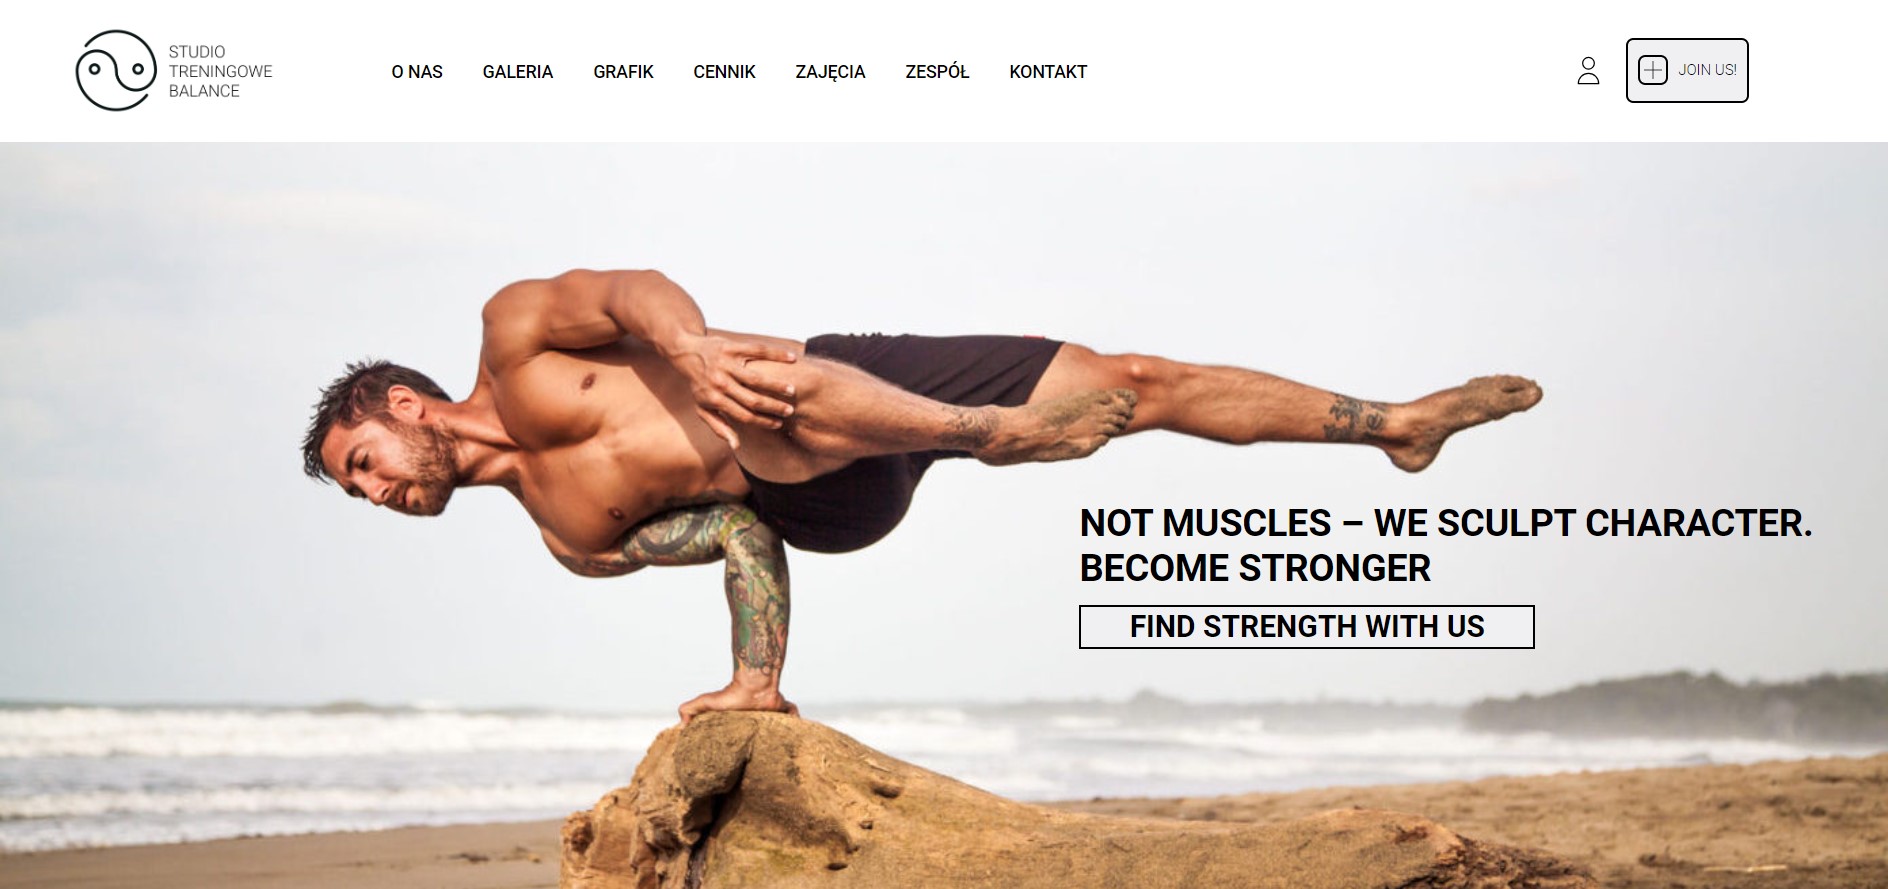 STUDIO
TRENINGOWE
BALANCE
O NAS GALERIA GRAFIK CENNIK ZAJĘCIA ZESPÓŁ KONTAKT
JOIN US!
NOT MUSCLES – WE SCULPT CHARACTER.
BECOME STRONGER
FIND STRENGTH WITH US